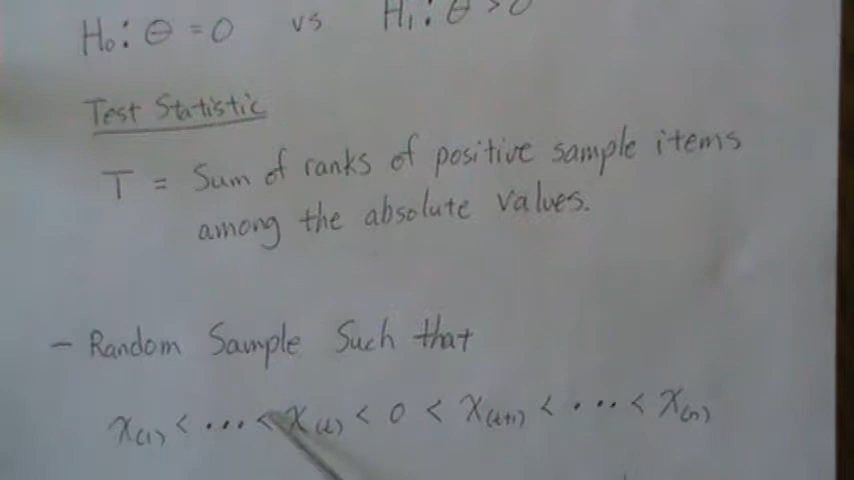 H₀: θ = 0 vs H₁: θ > 0
Test Statistic
T = Sum of ranks of positive sample items
among the absolute values.
- Random Sample Such that
x₍₁₎ < ... < x₍ₖ₎ < 0 < x₍ₖ₊₁₎ < ... < x₍ₙ₎